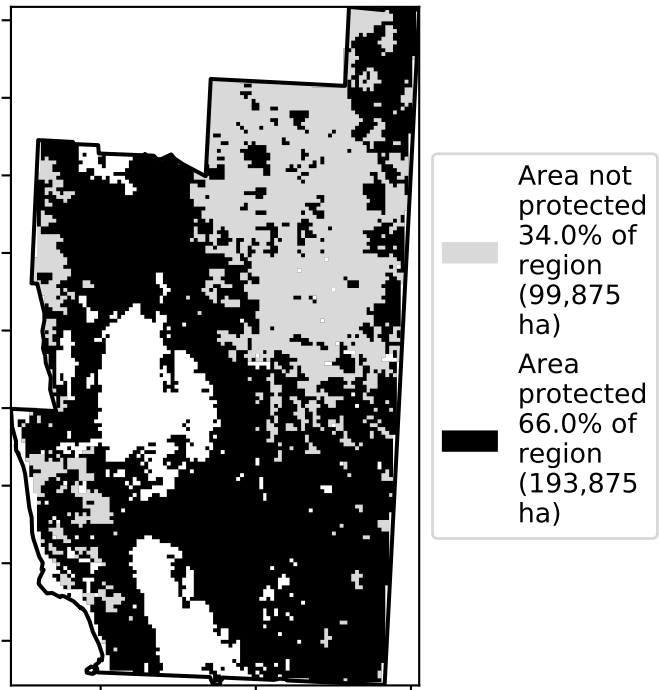 Area not
protected
34.0% of
region
(99,875
ha)
Area
protected
66.0% of
region
(193,875
ha)